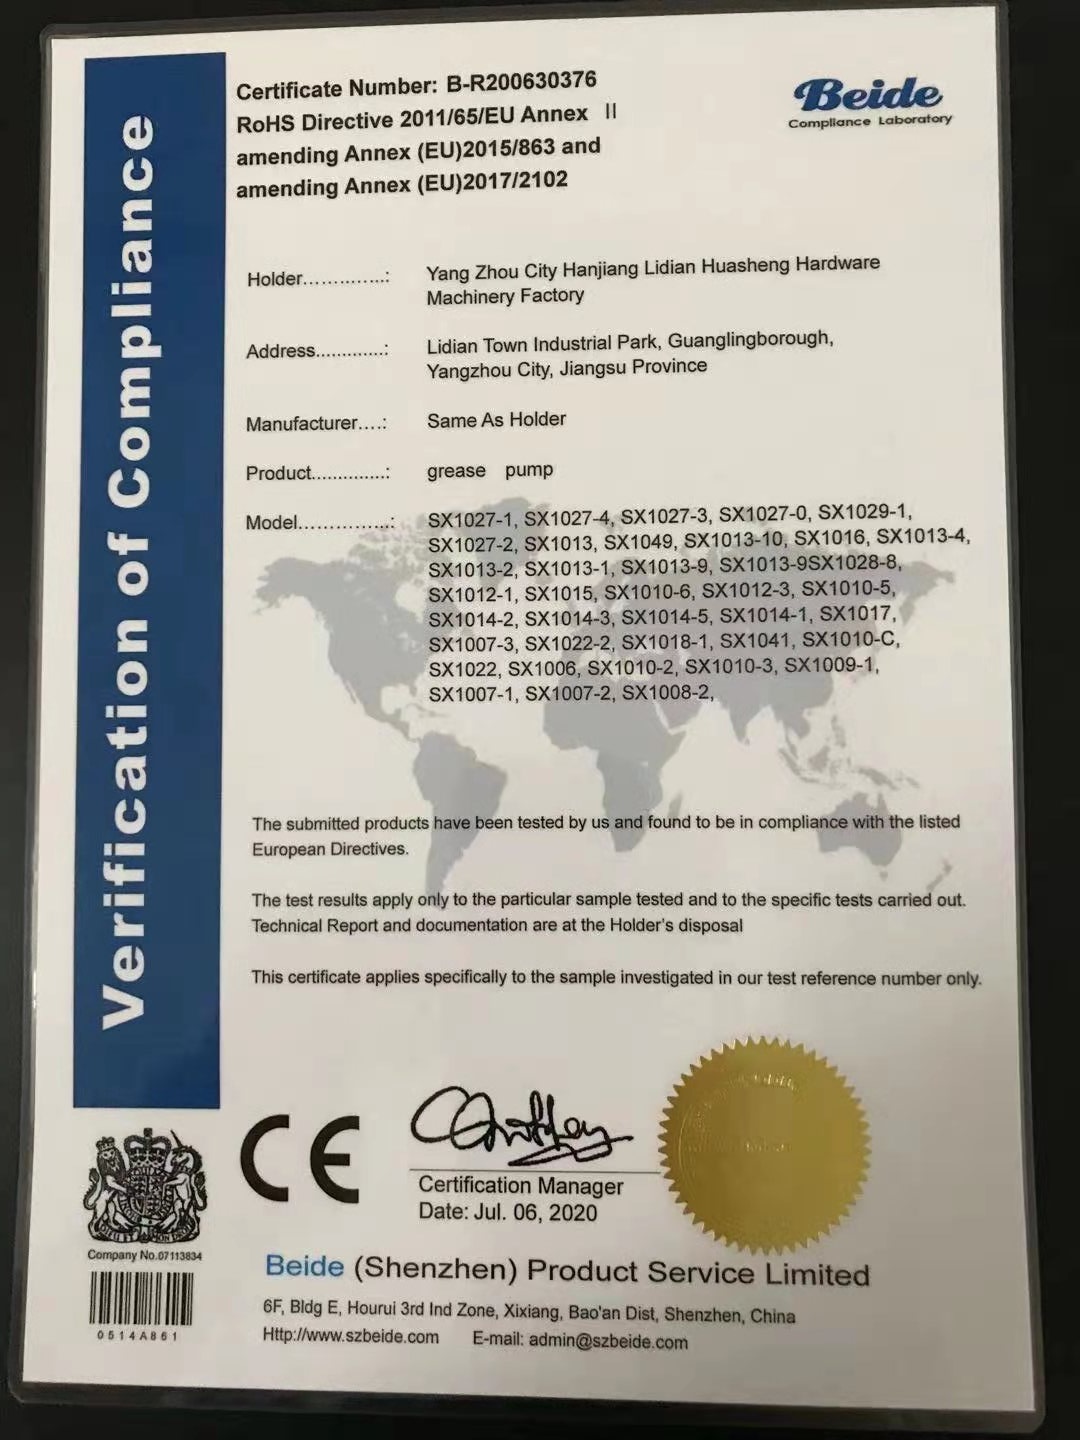 Verification of Compliance
Certificate Number: B-R200630376
RoHS Directive 2011/65/EU Annex II
amending Annex (EU)2015/863 and
amending Annex (EU)2017/2102
Beide
Compliance Laboratory
Holder..............: Yang Zhou City Hanjiang Lidian Huasheng Hardware
Machinery Factory
Address............: Lidian Town Industrial Park, Guanglingborough,
Yangzhou City, Jiangsu Province
Manufacturer....: Same As Holder
Product.............: grease pump
Model................: SX1027-1, SX1027-4, SX1027-3, SX1027-0, SX1029-1,
SX1027-2, SX1013, SX1049, SX1013-10, SX1016, SX1013-4,
SX1013-2, SX1013-1, SX1013-9, SX1013-9SX1028-8,
SX1012-1, SX1015, SX1010-6, SX1012-3, SX1010-5,
SX1014-2, SX1014-3, SX1014-5, SX1014-1, SX1017,
SX1007-3, SX1022-2, SX1018-1, SX1041, SX1010-C,
SX1022, SX1006, SX1010-2, SX1010-3, SX1009-1,
SX1007-1, SX1007-2, SX1008-2,
The submitted products have been tested by us and found to be in compliance with the listed
European Directives.
The test results apply only to the particular sample tested and to the specific tests carried out.
Technical Report and documentation are at the Holder's disposal
This certificate applies specifically to the sample investigated in our test reference number only.
CE
Certification Manager
Date: Jul. 06, 2020
Company No.07113834
0514A861
Beide (Shenzhen) Product Service Limited
6F, Bldg E, Hourui 3rd Ind Zone, Xixiang, Bao'an Dist, Shenzhen, China
Http://www.szbeide.com E-mail: admin@szbeide.com